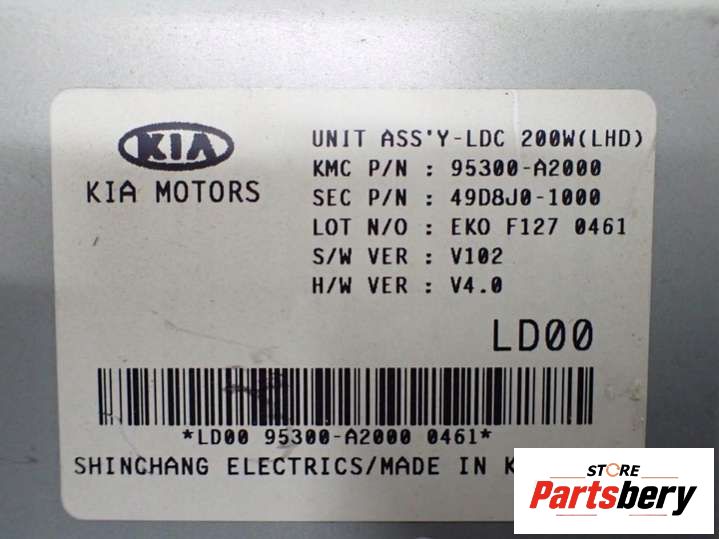 KIA
KIA MOTORS
UNIT ASS'Y-LDC 200W(LHD)
KMC P/N : 95300-A2000
SEC P/N : 49D8J0-1000
LOT N/O : EKO F127 0461
S/W VER : V102
H/W VER : V4.0
LD00
*LD00 95300-A2000 0461*
SHINCHANG ELECTRICS/MADE IN
STORE
Partsbery